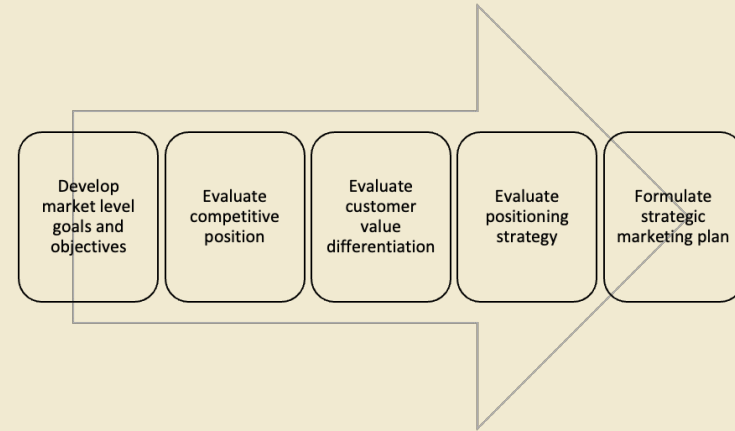 Develop
market level
goals and
objectives
Evaluate
competitive
position
Evaluate
customer
value
differentiation
Evaluate
positioning
strategy
Formulate
strategic
marketing plan